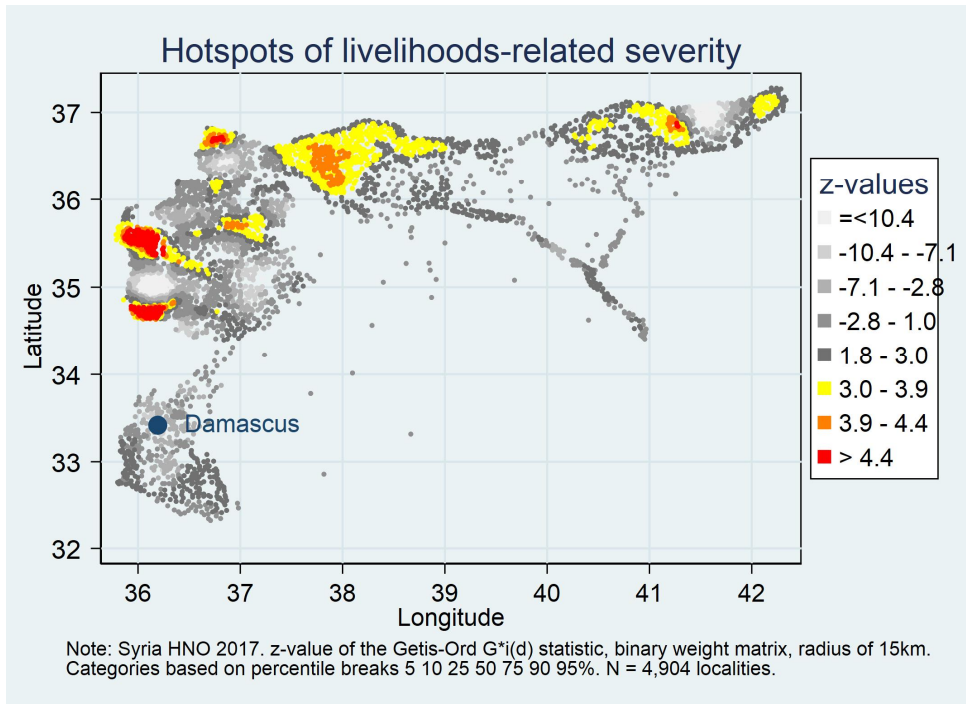 Hotspots of livelihoods-related severity
37
36
35
34
33
32
Latitude
Damascus
36 37 38 39 40 41 42
Longitude
z-values
=<10.4
-10.4 - -7.1
-7.1 - -2.8
-2.8 - 1.0
1.8 - 3.0
3.0 - 3.9
3.9 - 4.4
> 4.4
Note: Syria HNO 2017. z-value of the Getis-Ord G*i(d) statistic, binary weight matrix, radius of 15km.
Categories based on percentile breaks 5 10 25 50 75 90 95%. N = 4,904 localities.